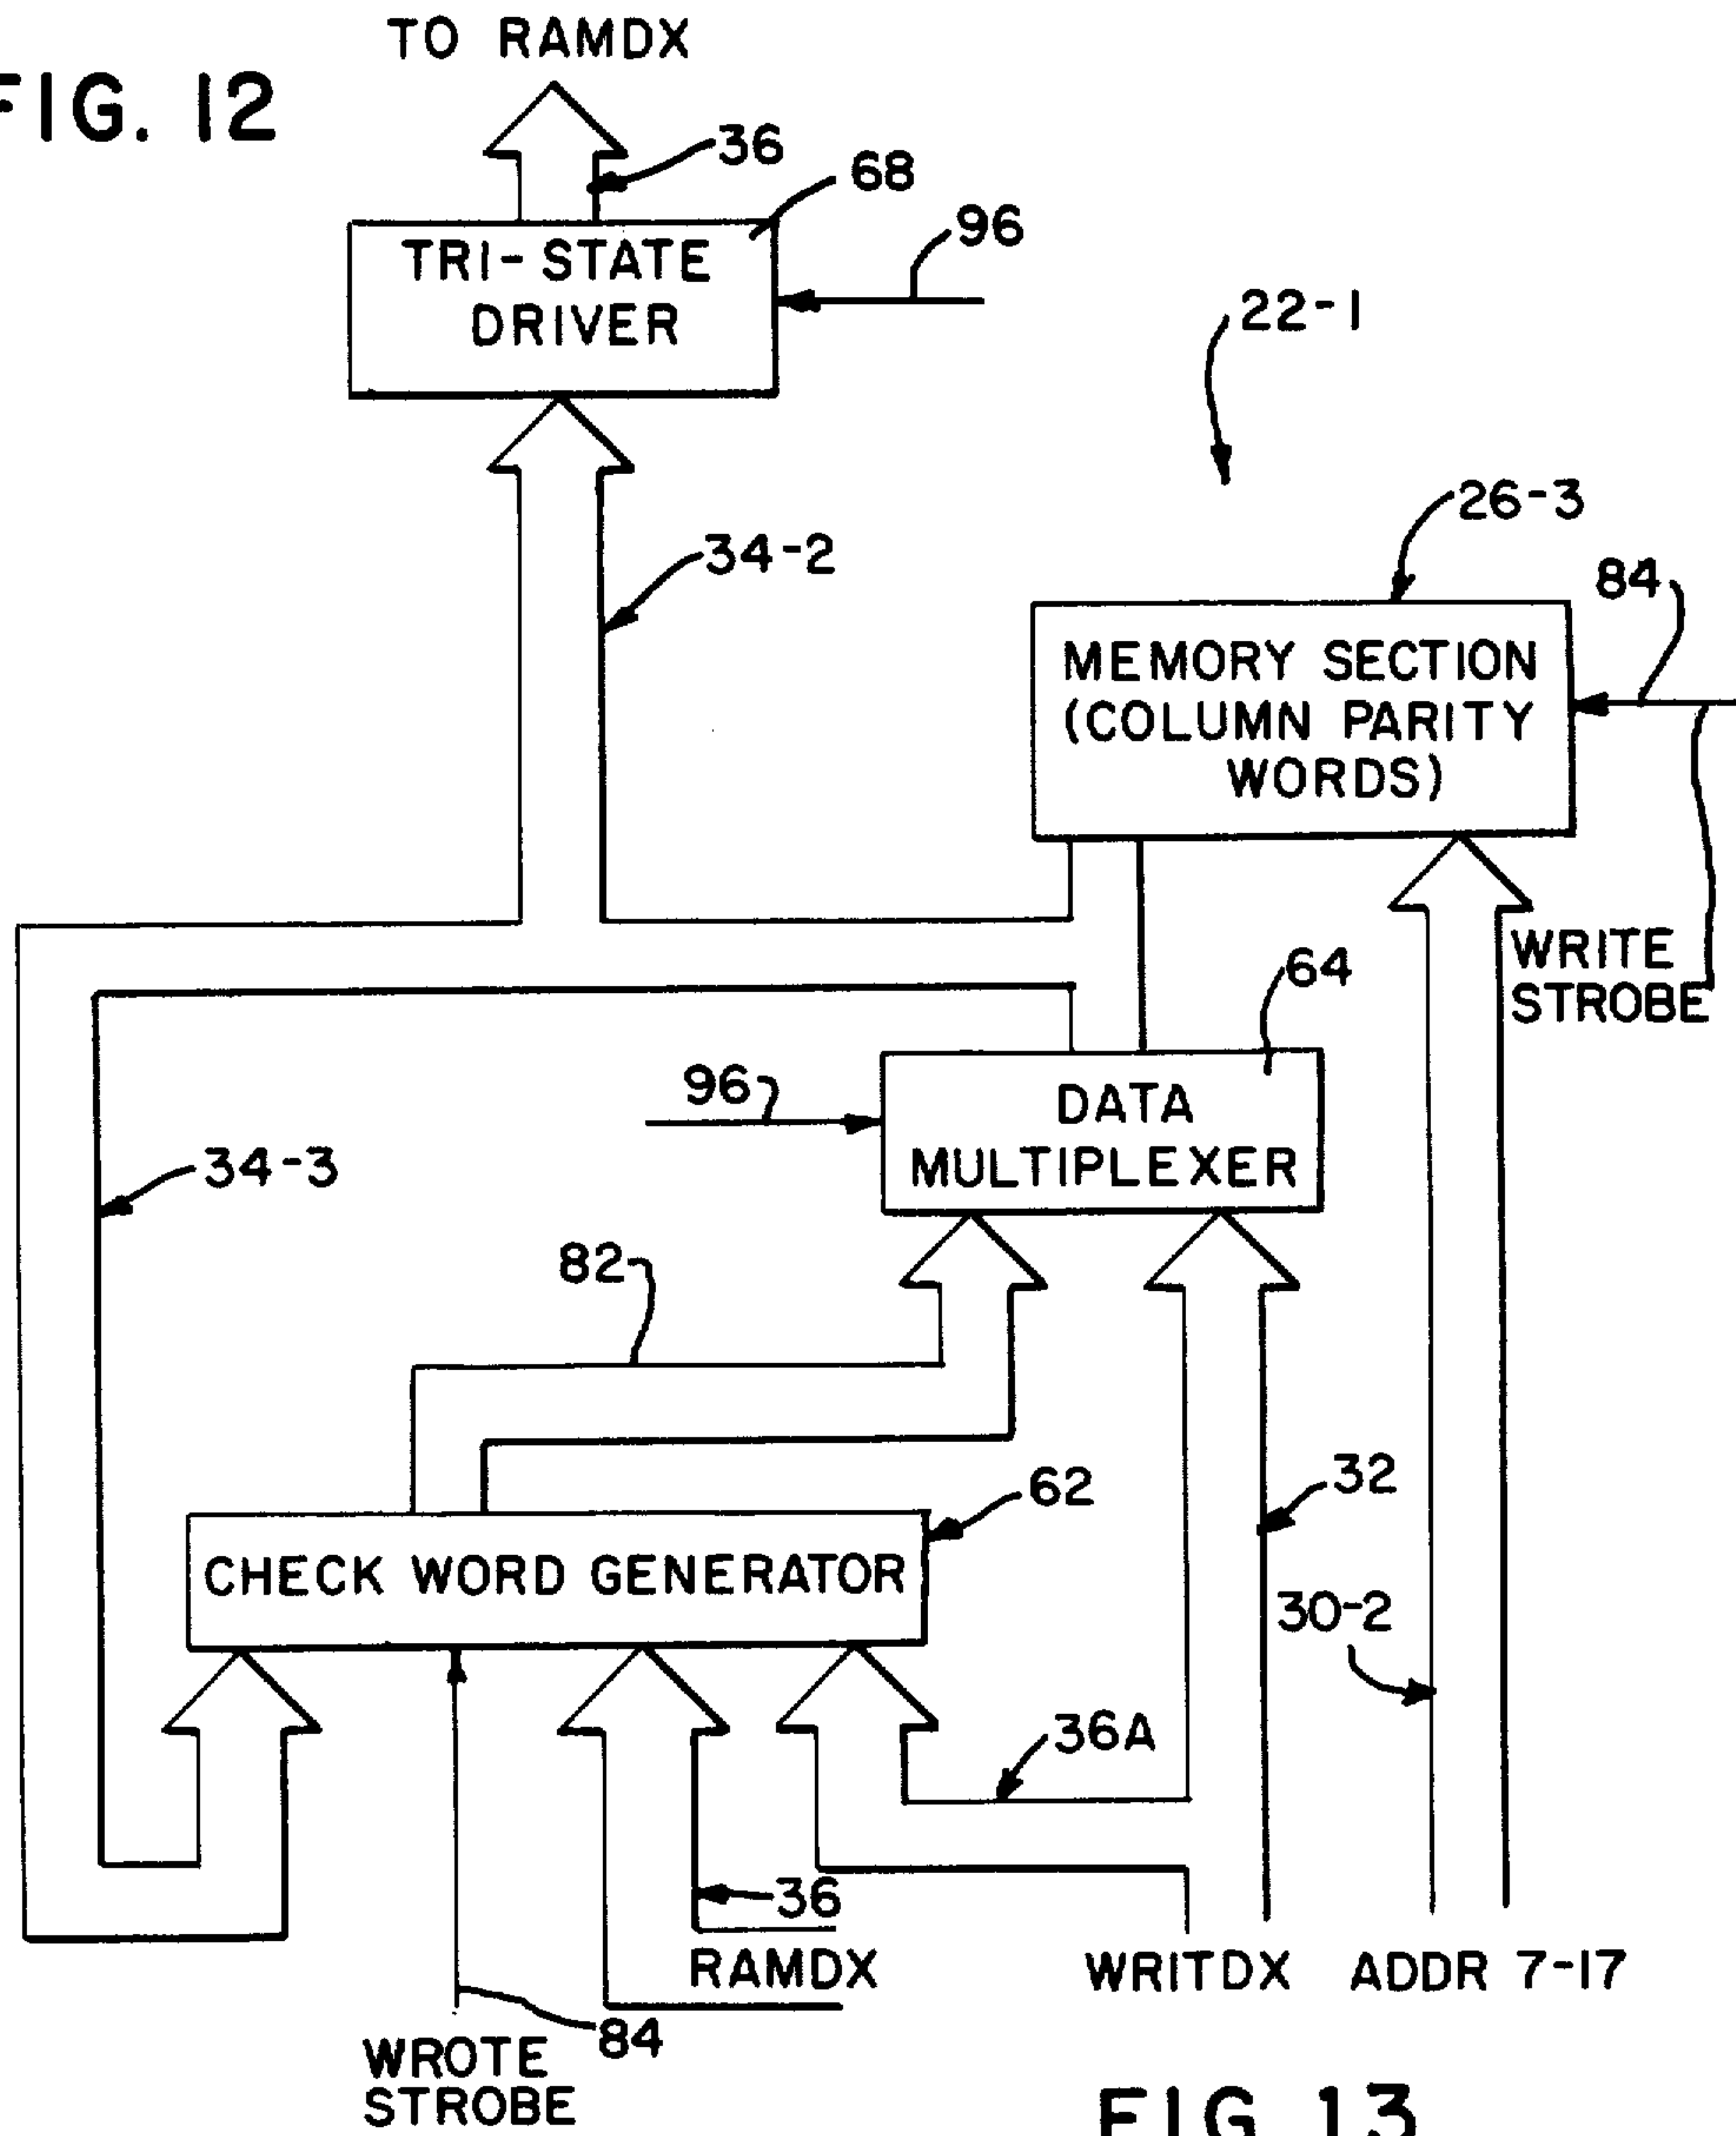 TO RAMDX
FIG. 12
36
68
96
TRI-STATE
DRIVER
22-1
26-3
34-2
84
MEMORY SECTION
(COLUMN PARITY
WORDS)
WRITE
STROBE
64
96
DATA
MULTIPLEXER
34-3
82
32
62
CHECK WORD GENERATOR
30-2
36A
36
RAMDX
WRITDX
ADDR 7-17
84
WROTE
STROBE
FIG. 13